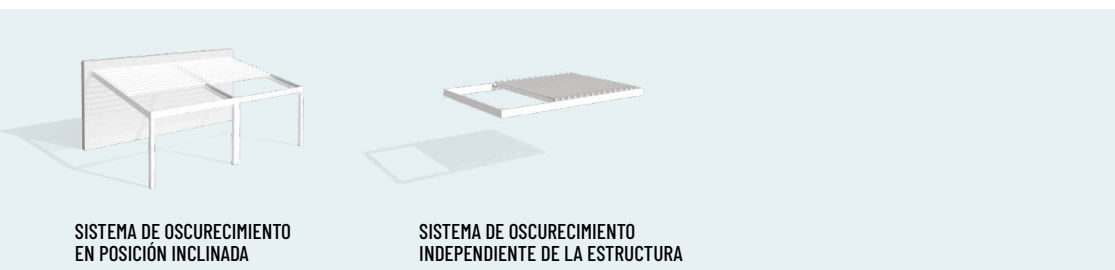 SISTEMA DE OSCURECIMIENTO
EN POSICIÓN INCLINADA
SISTEMA DE OSCURECIMIENTO
INDEPENDIENTE DE LA ESTRUCTURA